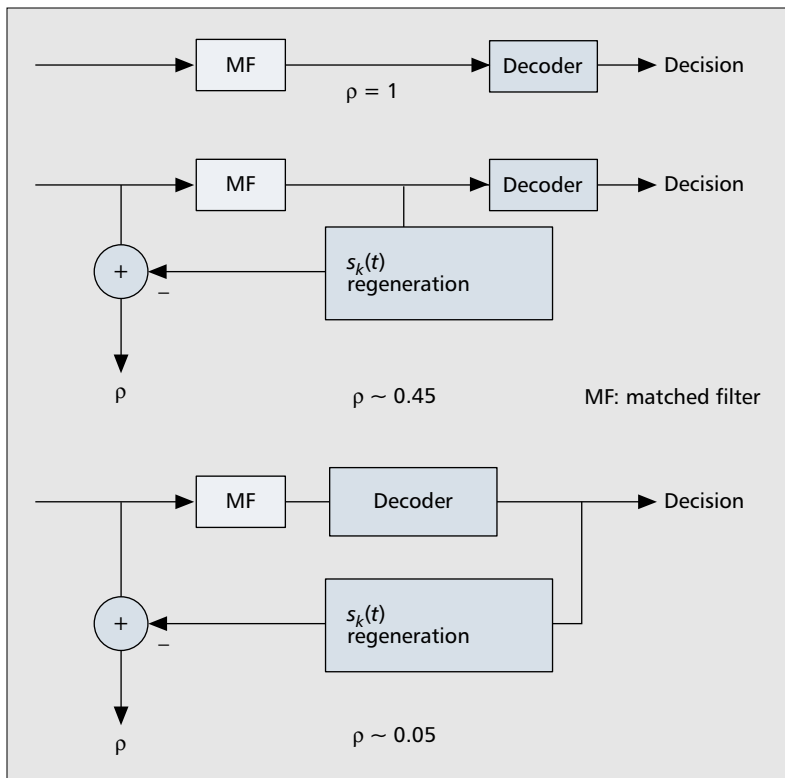 MF
Decoder
Decision
ρ = 1
MF
Decoder
Decision
s_k(t)
regeneration
+
−
ρ
ρ ~ 0.45
MF: matched filter
MF
Decoder
Decision
s_k(t)
regeneration
+
−
ρ
ρ ~ 0.05